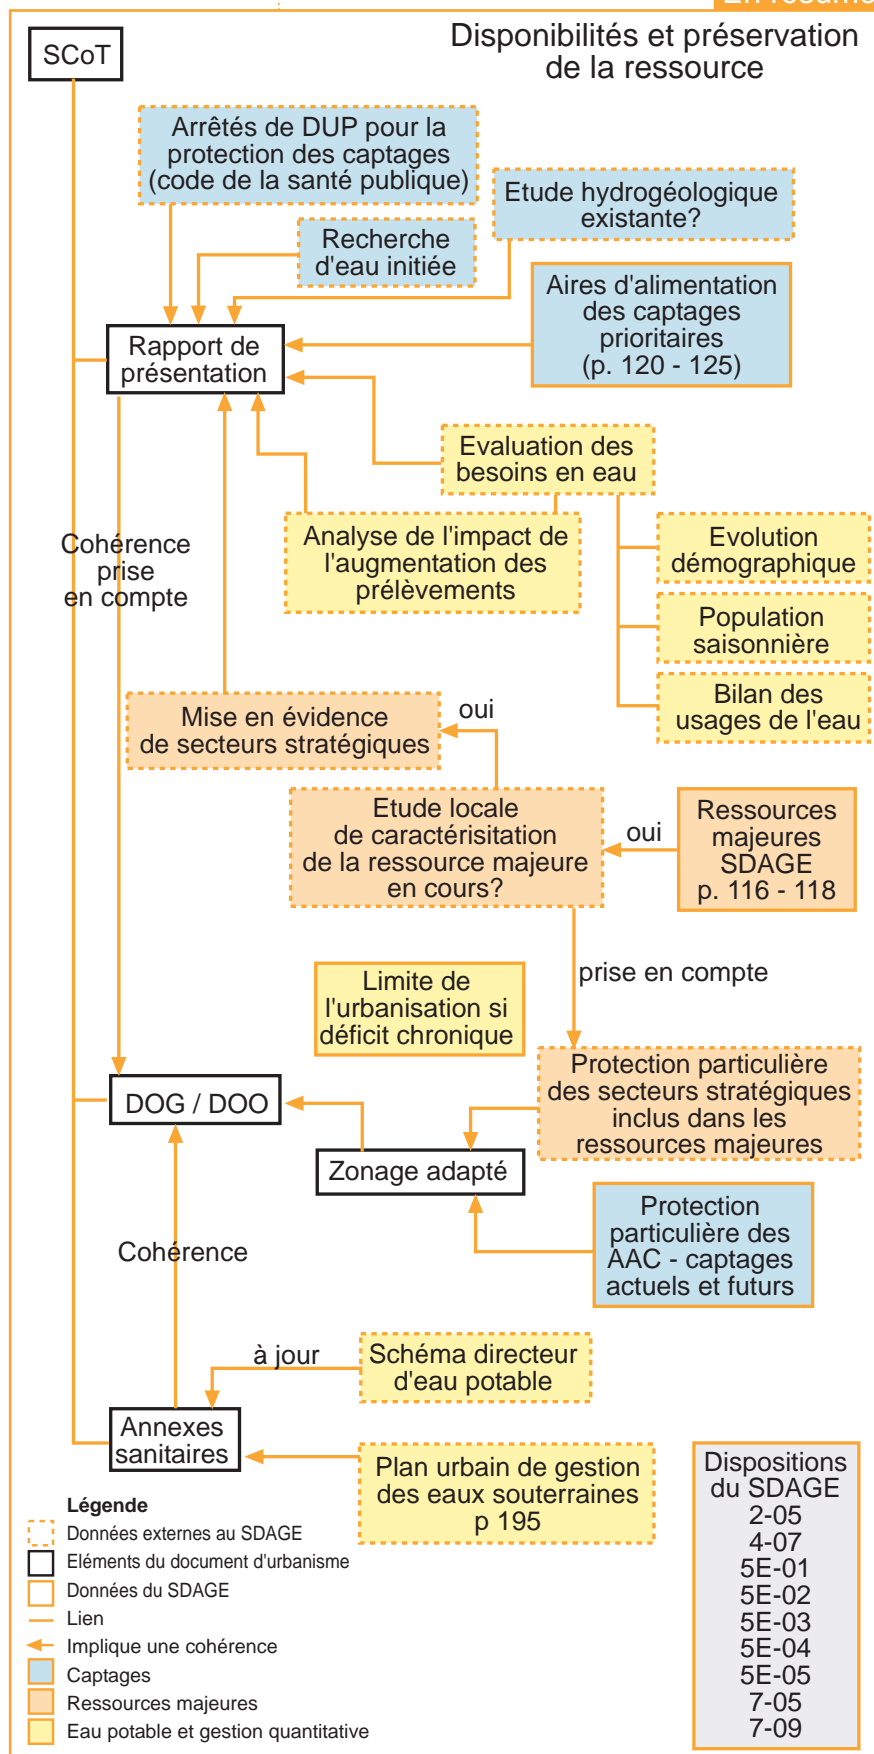 En résumé
SCoT
Disponibilités et préservation
de la ressource
Arrêtés de DUP pour la
protection des captages
(code de la santé publique)
Etude hydrogéologique
existante?
Recherche
d'eau initiée
Aires d'alimentation
des captages
prioritaires
(p. 120 - 125)
Rapport de
présentation
Evaluation des
besoins en eau
Analyse de l'impact de
l'augmentation des
prélèvements
Cohérence
prise
en compte
Evolution
démographique
Population
saisonnière
Bilan des
usages de l'eau
Mise en évidence
de secteurs stratégiques
oui
Etude locale
de caractérisitation
de la ressource majeure
en cours?
oui
Ressources
majeures
SDAGE
p. 116 - 118
prise en compte
Limite de
l'urbanisation si
déficit chronique
Protection particulière
des secteurs stratégiques
inclus dans les
ressources majeures
DOG / DOO
Zonage adapté
Protection
particulière des
AAC - captages
actuels et futurs
Cohérence
à jour
Schéma directeur
d'eau potable
Annexes
sanitaires
Plan urbain de gestion
des eaux souterraines
p 195
Dispositions
du SDAGE
2-05
4-07
5E-01
5E-02
5E-03
5E-04
5E-05
7-05
7-09
Légende
Données externes au SDAGE
Eléments du document d'urbanisme
Données du SDAGE
Lien
Implique une cohérence
Captages
Ressources majeures
Eau potable et gestion quantitative